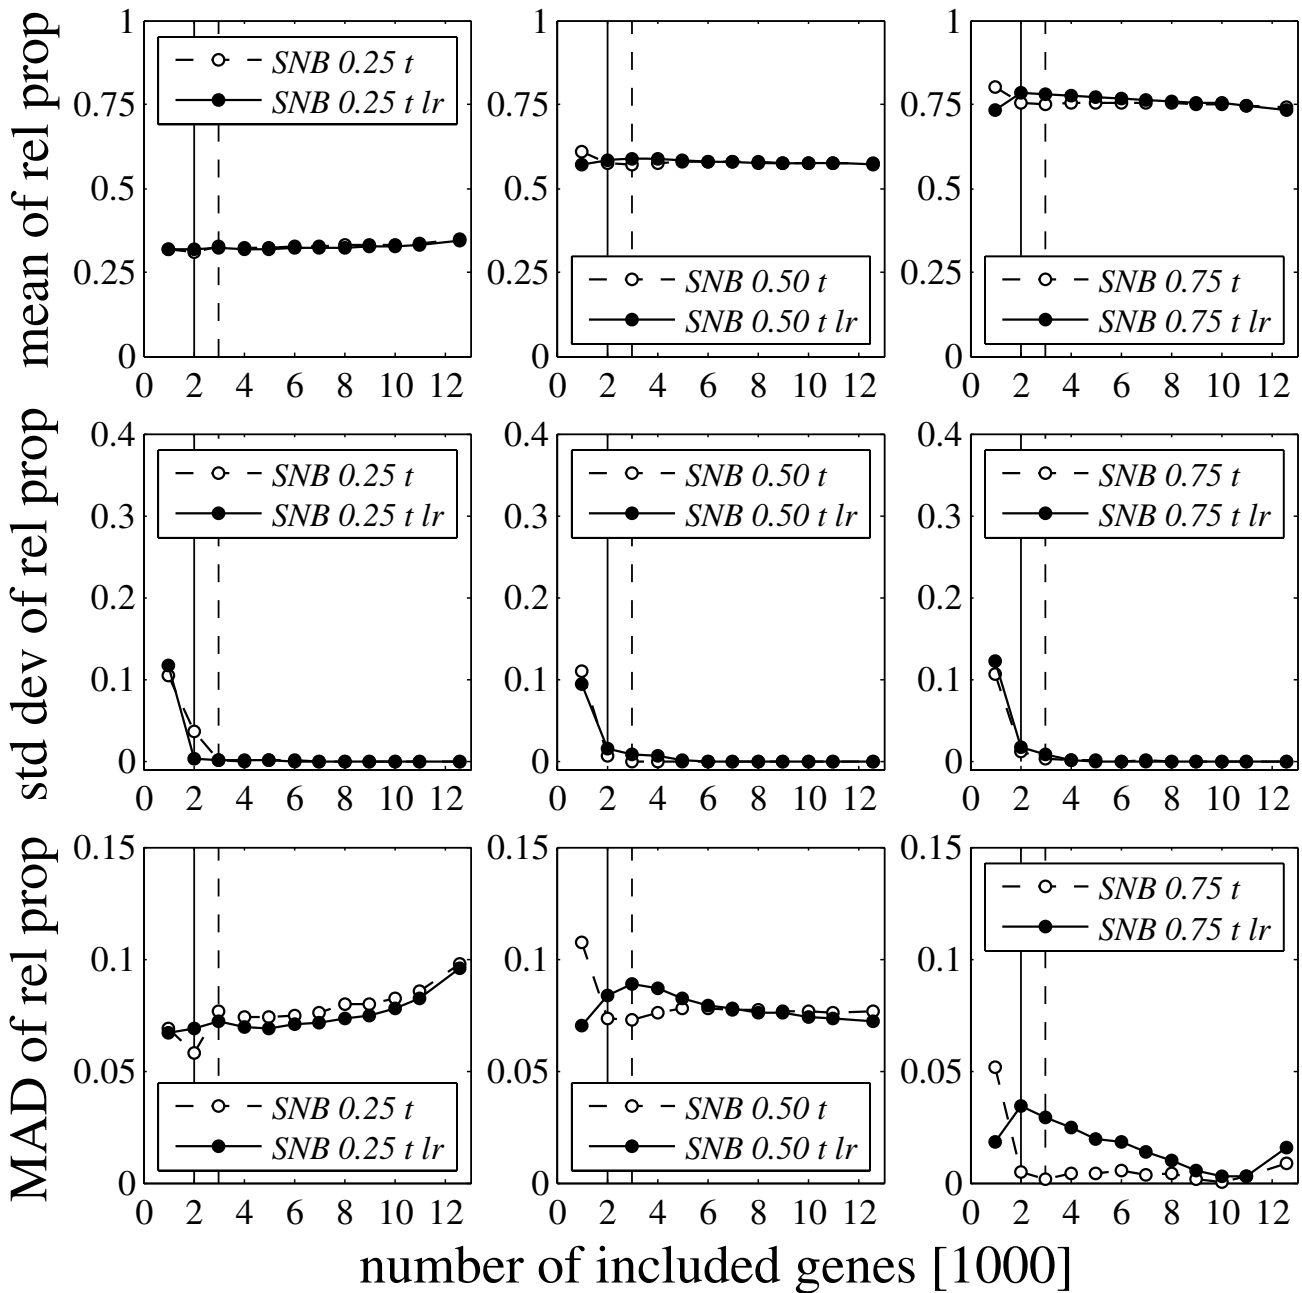 mean of rel prop
1
0.75
0.5
0.25
0
0 2 4 6 8 10 12
SNB 0.25 t
SNB 0.25 t lr
1
0.75
0.5
0.25
0
0 2 4 6 8 10 12
SNB 0.50 t
SNB 0.50 t lr
1
0.75
0.5
0.25
0
0 2 4 6 8 10 12
SNB 0.75 t
SNB 0.75 t lr
std dev of rel prop
0.4
0.3
0.2
0.1
0
0 2 4 6 8 10 12
SNB 0.25 t
SNB 0.25 t lr
0.4
0.3
0.2
0.1
0
0 2 4 6 8 10 12
SNB 0.50 t
SNB 0.50 t lr
0.4
0.3
0.2
0.1
0
0 2 4 6 8 10 12
SNB 0.75 t
SNB 0.75 t lr
MAD of rel prop
0.15
0.1
0.05
0
0 2 4 6 8 10 12
SNB 0.25 t
SNB 0.25 t lr
0.15
0.1
0.05
0
0 2 4 6 8 10 12
SNB 0.50 t
SNB 0.50 t lr
0.15
0.1
0.05
0
0 2 4 6 8 10 12
SNB 0.75 t
SNB 0.75 t lr
number of included genes [1000]